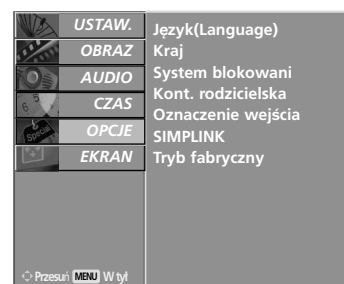 USTAW.
OBRAZ
AUDIO
CZAS
OPCJE
EKRAN
Język(Language)
Kraj
System blokowani
Kont. rodzicielska
Oznaczenie wejścia
SIMPLINK
Tryb fabryczny
Przesuń MENU W tył
Special